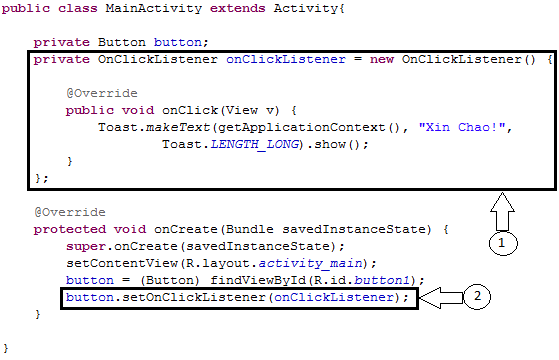 public class MainActivity extends Activity{
private Button button;
private OnClickListener onClickListener = new OnClickListener() {
@Override
public void onClick(View v) {
Toast.makeText(getApplicationContext(), "Xin Chao!",
Toast.LENGTH_LONG).show();
}
};
1
@Override
protected void onCreate(Bundle savedInstanceState) {
super.onCreate(savedInstanceState);
setContentView(R.layout.activity_main);
button = (Button) findViewById(R.id.button1);
button.setOnClickListener(onClickListener);
2
}
}